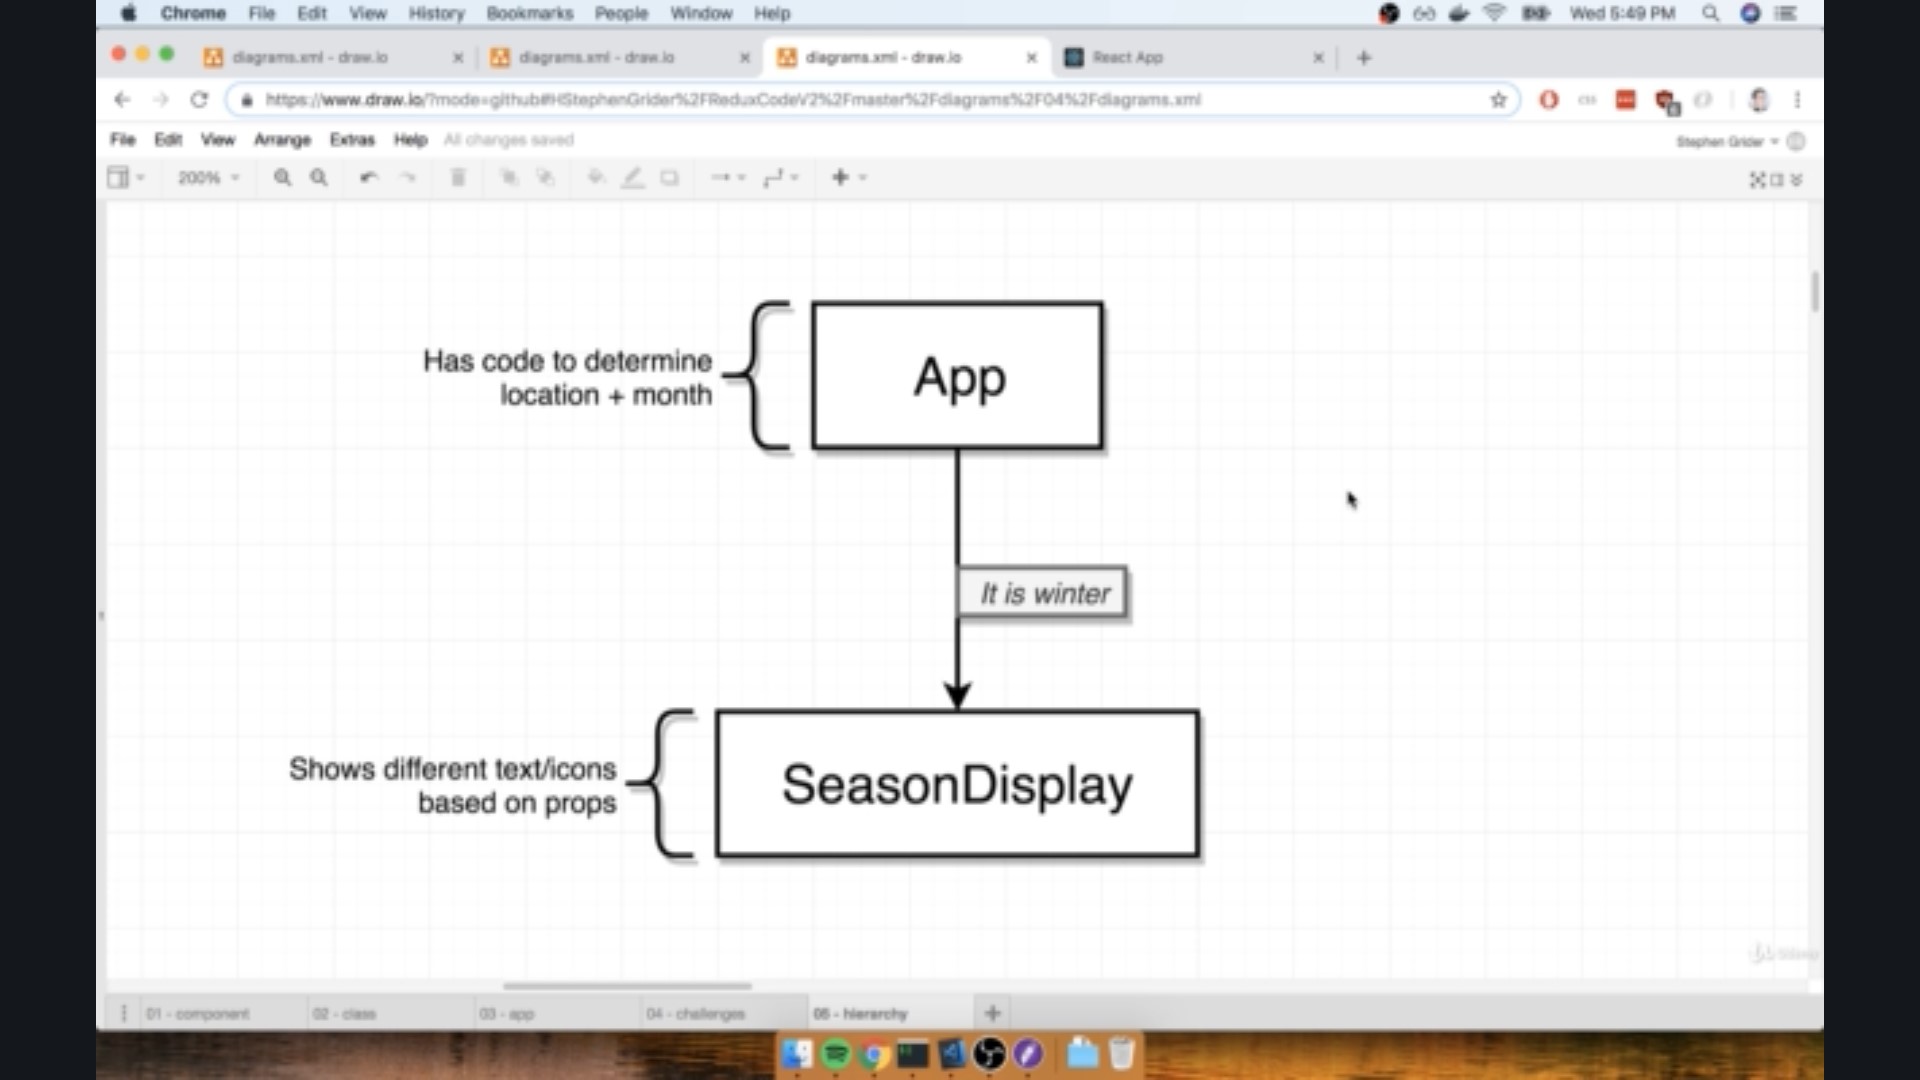 Chrome File Edit View History Bookmarks People Window Help Wed 5:49 PM
diagrams.xml - draw.io diagrams.xml - draw.io diagrams.xml - draw.io React App
https://www.draw.io/?mode=github#HStephenGrider%2FReduxCodeV2%2Fmaster%2Fdiagrams%2F04%2Fdiagrams.xml
File Edit View Arrange Extras Help All changes saved Stephen Grider
200%
Has code to determine
location + month
App
It is winter
Shows different text/icons
based on props
SeasonDisplay
01 - component 02 - class 03 - app 04 - challenges 05 - hierarchy